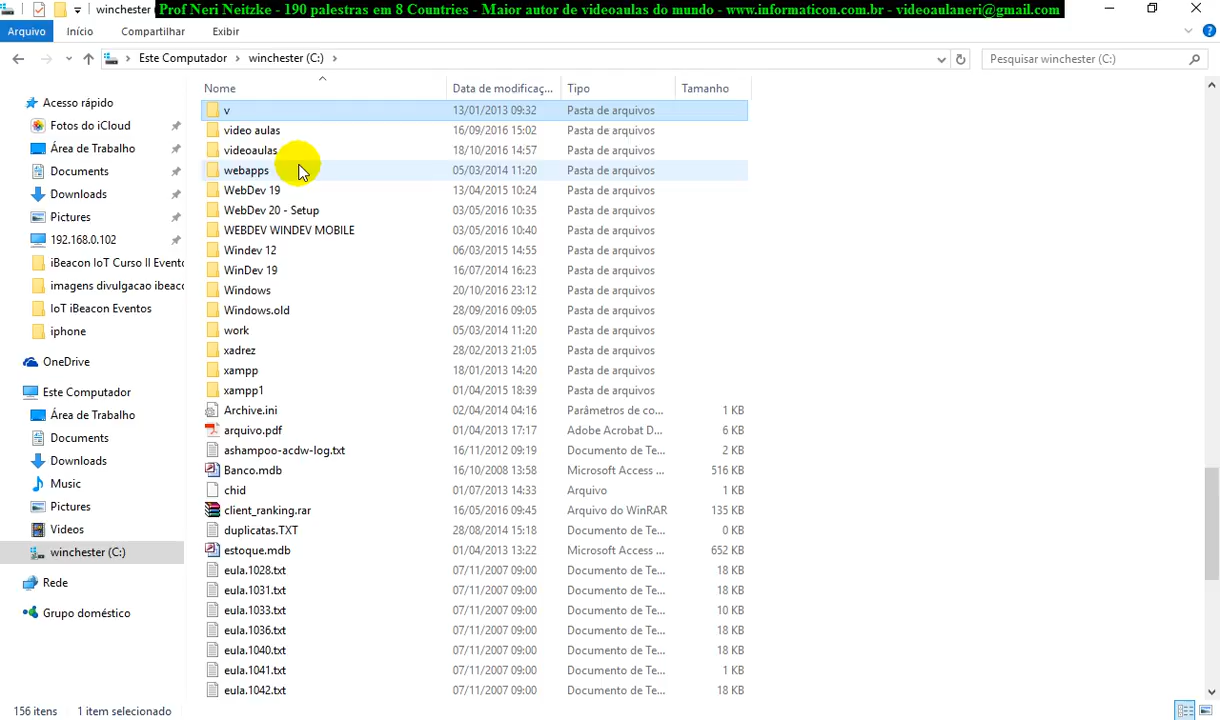 winchester
Prof Neri Neitzke - 190 palestras em 8 Countries - Maior autor de videoaulas do mundo - www.informaticon.com.br - videoaulaneri@gmail.com
Arquivo Início Compartilhar Exibir
Este Computador > winchester (C:) >
Pesquisar winchester (C:)
Nome Data de modificaç... Tipo Tamanho
v 13/01/2013 09:32 Pasta de arquivos
video aulas 16/09/2016 15:02 Pasta de arquivos
videoaulas 18/10/2016 14:57 Pasta de arquivos
webapps 05/03/2014 11:20 Pasta de arquivos
WebDev 19 13/04/2015 10:24 Pasta de arquivos
WebDev 20 - Setup 03/05/2016 10:35 Pasta de arquivos
WEBDEV WINDEV MOBILE 03/05/2016 10:40 Pasta de arquivos
Windev 12 06/03/2015 14:55 Pasta de arquivos
WinDev 19 16/07/2014 16:23 Pasta de arquivos
Windows 20/10/2016 23:12 Pasta de arquivos
Windows.old 28/09/2016 09:05 Pasta de arquivos
work 05/03/2014 11:20 Pasta de arquivos
xadrez 28/02/2013 21:05 Pasta de arquivos
xampp 18/01/2013 14:20 Pasta de arquivos
xampp1 01/04/2015 18:39 Pasta de arquivos
Archive.ini 02/04/2014 04:16 Parâmetros de co... 1 KB
arquivo.pdf 01/04/2013 17:17 Adobe Acrobat D... 6 KB
ashampoo-acdw-log.txt 16/11/2012 09:19 Documento de Te... 2 KB
Banco.mdb 16/10/2008 13:58 Microsoft Access ... 516 KB
chid 01/07/2013 14:33 Arquivo 1 KB
client_ranking.rar 16/05/2016 09:45 Arquivo do WinRAR 135 KB
duplicatas.TXT 28/08/2014 15:18 Documento de Te... 0 KB
estoque.mdb 01/04/2013 13:22 Microsoft Access ... 652 KB
eula.1028.txt 07/11/2007 09:00 Documento de Te... 18 KB
eula.1031.txt 07/11/2007 09:00 Documento de Te... 18 KB
eula.1033.txt 07/11/2007 09:00 Documento de Te... 10 KB
eula.1036.txt 07/11/2007 09:00 Documento de Te... 18 KB
eula.1040.txt 07/11/2007 09:00 Documento de Te... 18 KB
eula.1041.txt 07/11/2007 09:00 Documento de Te... 1 KB
eula.1042.txt 07/11/2007 09:00 Documento de Te... 18 KB
Acesso rápido
Fotos do iCloud
Área de Trabalho
Documents
Downloads
Pictures
192.168.0.102
iBeacon IoT Curso II Evento
imagens divulgacao ibeaco
IoT iBeacon Eventos
iphone
OneDrive
Este Computador
Área de Trabalho
Documents
Downloads
Music
Pictures
Videos
winchester (C:)
Rede
Grupo doméstico
156 itens 1 item selecionado